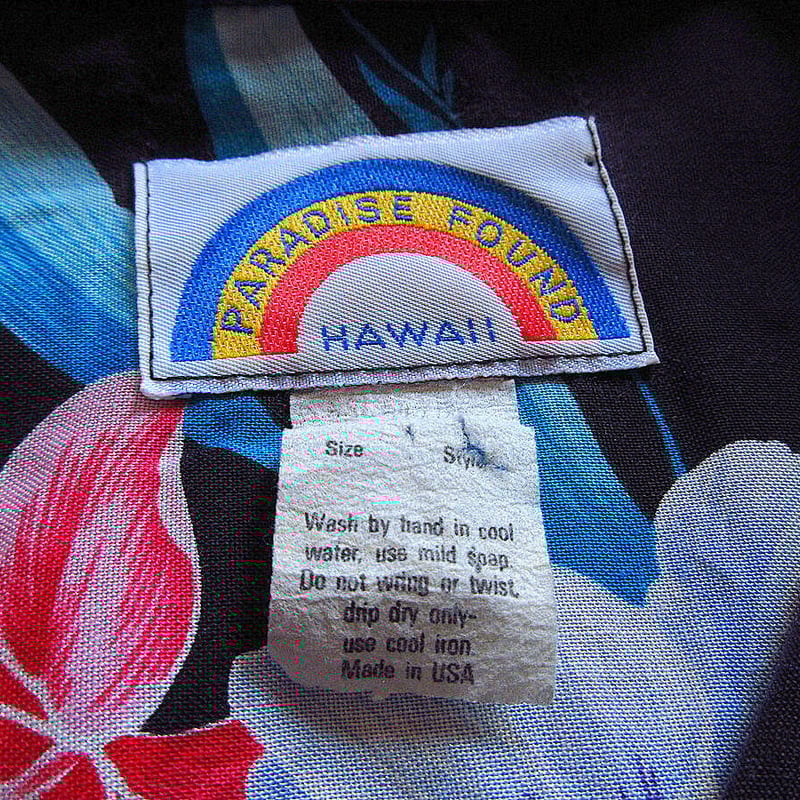 PARADISE FOUND
HAWAII
Size Style
Wash by hand in cool
water, use mild soap.
Do not wring or twist,
drip dry only-
use cool iron
Made in USA